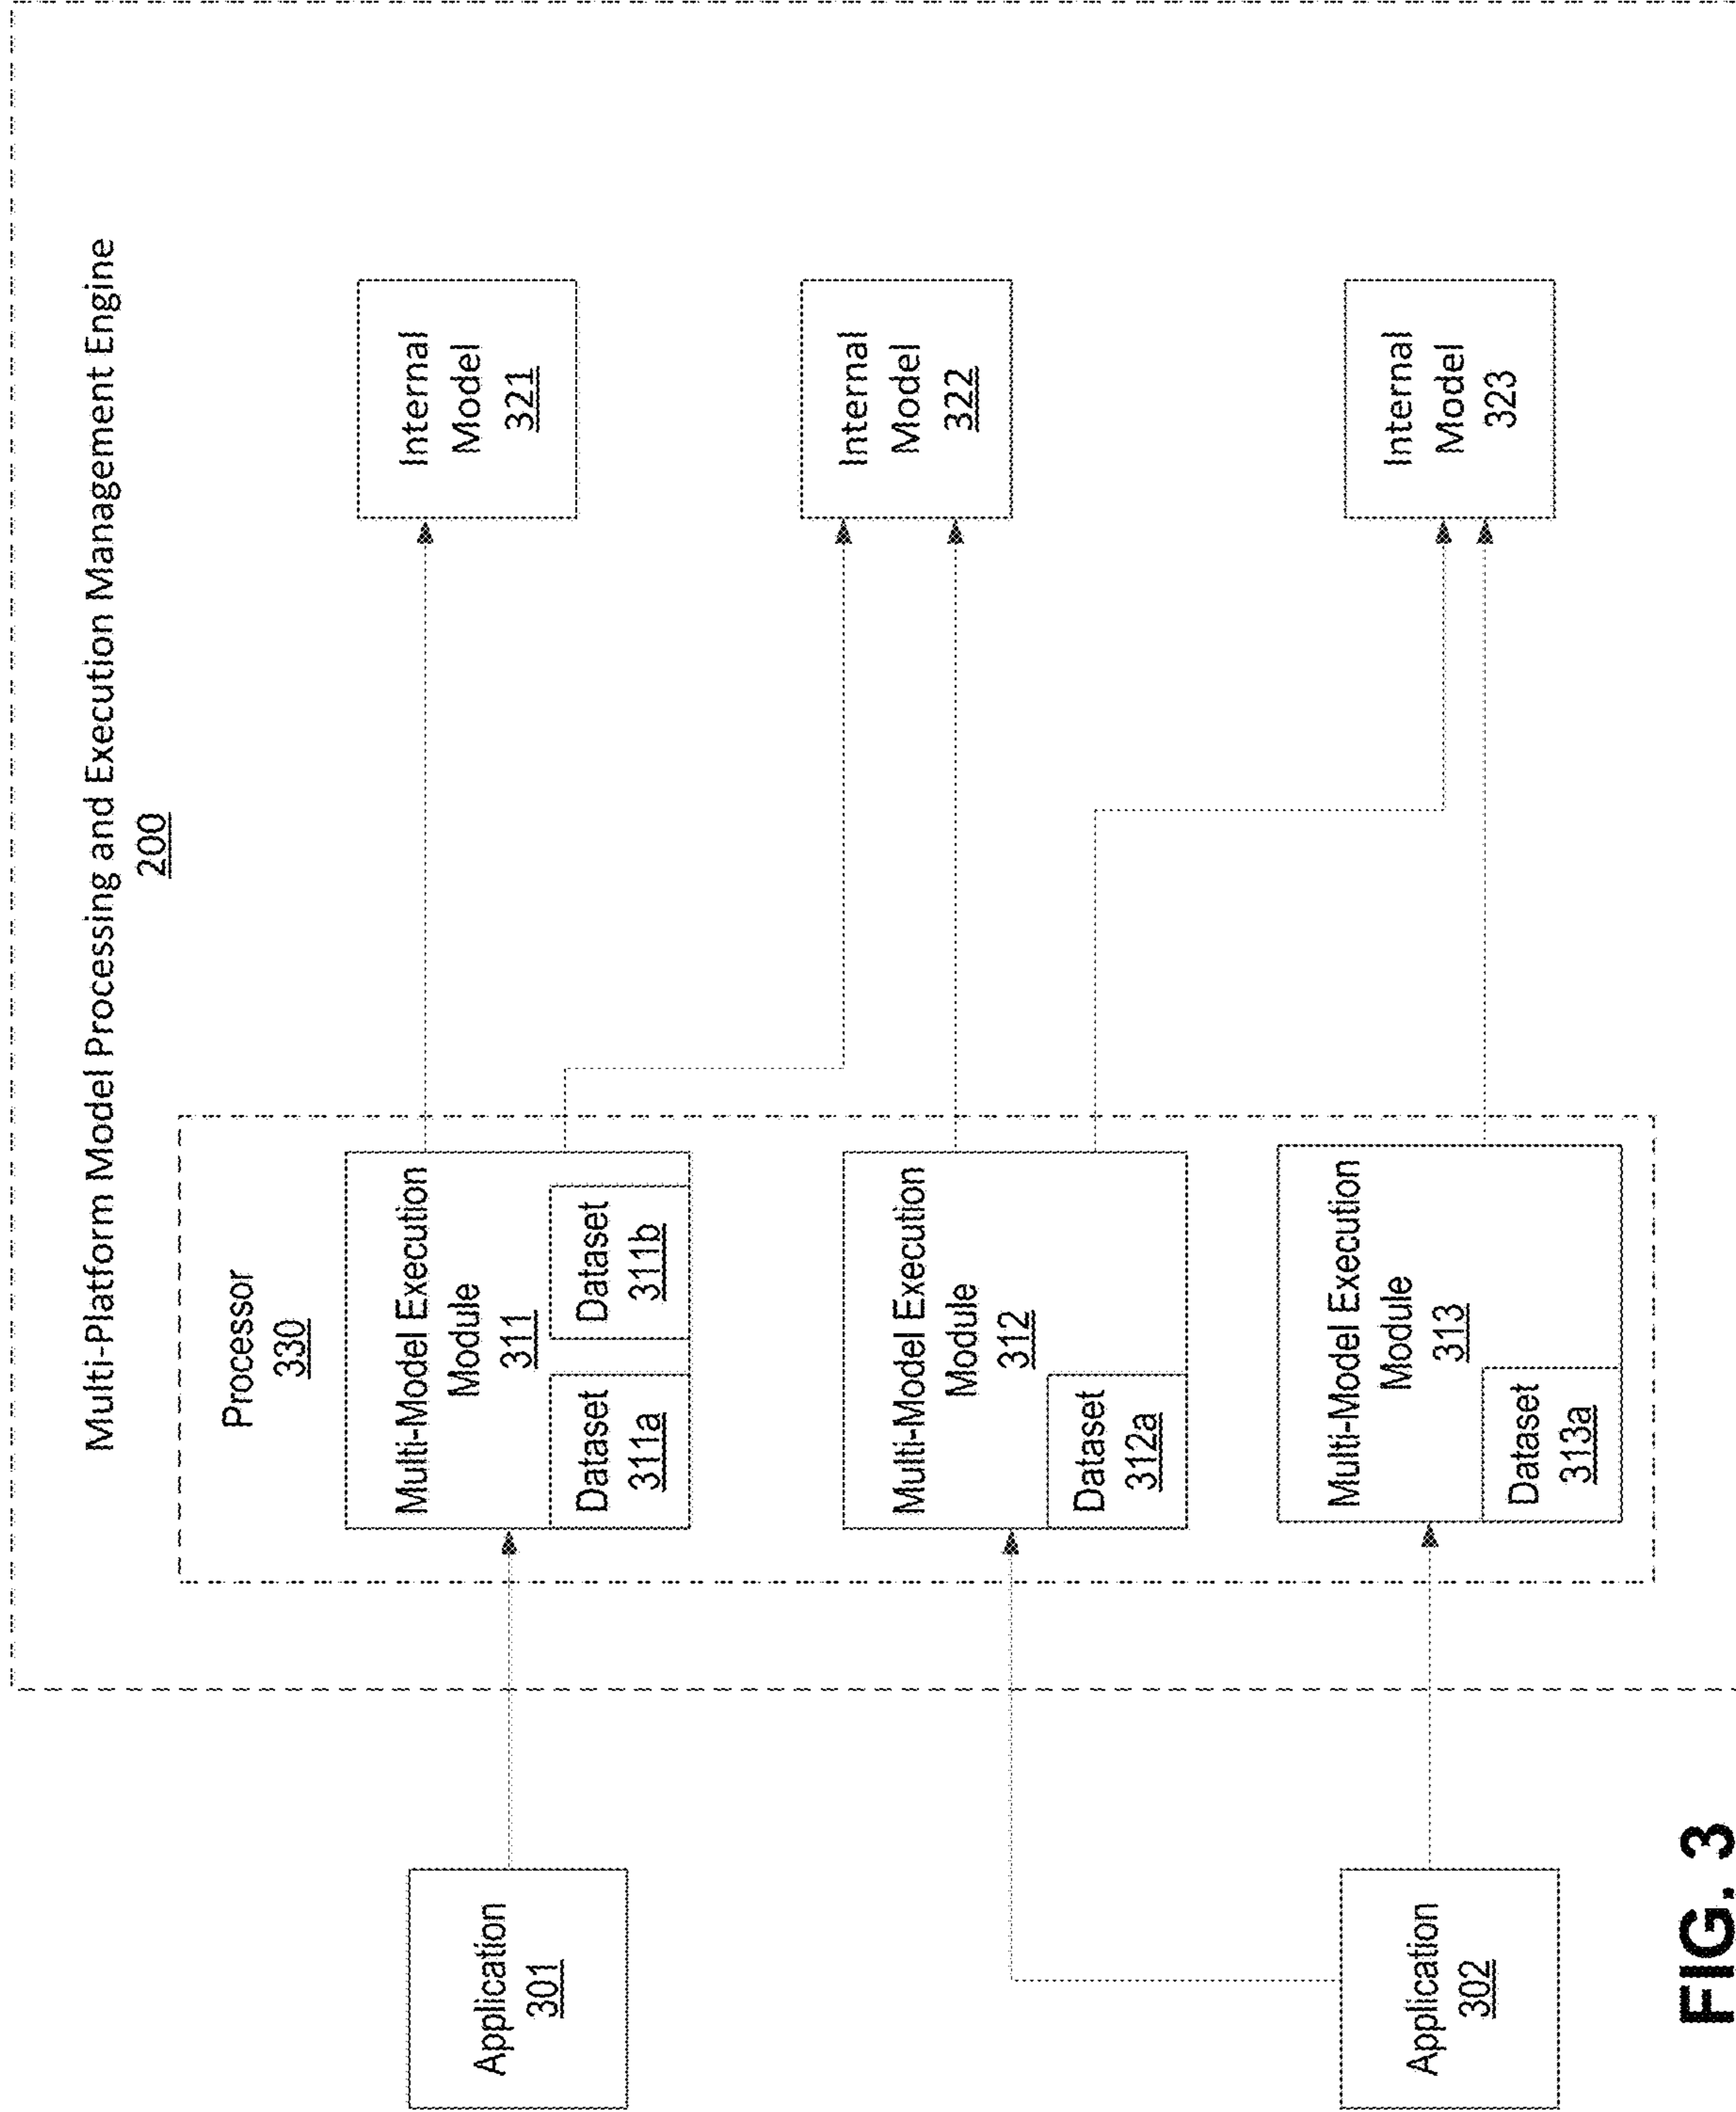 Multi-Platform Model Processing and Execution Management Engine
200
Processor
330
Application
301
Multi-Model Execution
Module
311
Dataset
311a
Dataset
311b
Internal
Model
321
Multi-Model Execution
Module
312
Dataset
312a
Internal
Model
322
Application
302
Multi-Model Execution
Module
313
Dataset
313a
Internal
Model
323
FIG. 3